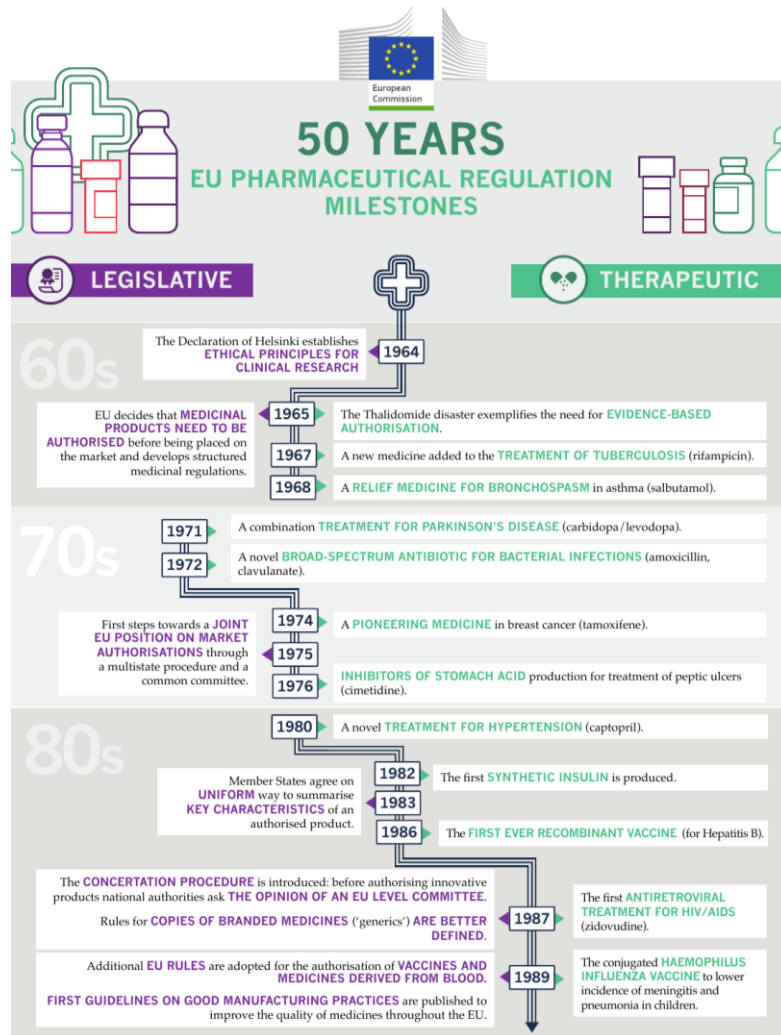 European
Commission
50 YEARS
EU PHARMACEUTICAL REGULATION
MILESTONES
LEGISLATIVE
THERAPEUTIC
60s
The Declaration of Helsinki establishes
ETHICAL PRINCIPLES FOR
CLINICAL RESEARCH
1964
EU decides that MEDICINAL
PRODUCTS NEED TO BE
AUTHORISED before being placed on
the market and develops structured
medicinal regulations.
1965
The Thalidomide disaster exemplifies the need for EVIDENCE-BASED
AUTHORISATION.
1967
A new medicine added to the TREATMENT OF TUBERCULOSIS (rifampicin).
1968
A RELIEF MEDICINE FOR BRONCHOSPASM in asthma (salbutamol).
70s
1971
A combination TREATMENT FOR PARKINSON'S DISEASE (carbidopa/levodopa).
1972
A novel BROAD-SPECTRUM ANTIBIOTIC FOR BACTERIAL INFECTIONS (amoxicillin,
clavulanate).
1974
A PIONEERING MEDICINE in breast cancer (tamoxifene).
First steps towards a JOINT
EU POSITION ON MARKET
AUTHORISATIONS through
a multistate procedure and a
common committee.
1975
1976
INHIBITORS OF STOMACH ACID production for treatment of peptic ulcers
(cimetidine).
80s
1980
A novel TREATMENT FOR HYPERTENSION (captopril).
1982
The first SYNTHETIC INSULIN is produced.
Member States agree on
UNIFORM way to summarise
KEY CHARACTERISTICS of an
authorised product.
1983
1986
The FIRST EVER RECOMBINANT VACCINE (for Hepatitis B).
The CONCERTATION PROCEDURE is introduced: before authorising innovative
products national authorities ask THE OPINION OF AN EU LEVEL COMMITTEE.
Rules for COPIES OF BRANDED MEDICINES ('generics') ARE BETTER
DEFINED.
1987
The first ANTIRETROVIRAL
TREATMENT FOR HIV/AIDS
(zidovudine).
Additional EU RULES are adopted for the authorisation of VACCINES AND
MEDICINES DERIVED FROM BLOOD.
FIRST GUIDELINES ON GOOD MANUFACTURING PRACTICES are published to
improve the quality of medicines throughout the EU.
1989
The conjugated HAEMOPHILUS
INFLUENZA VACCINE to lower
incidence of meningitis and
pneumonia in children.